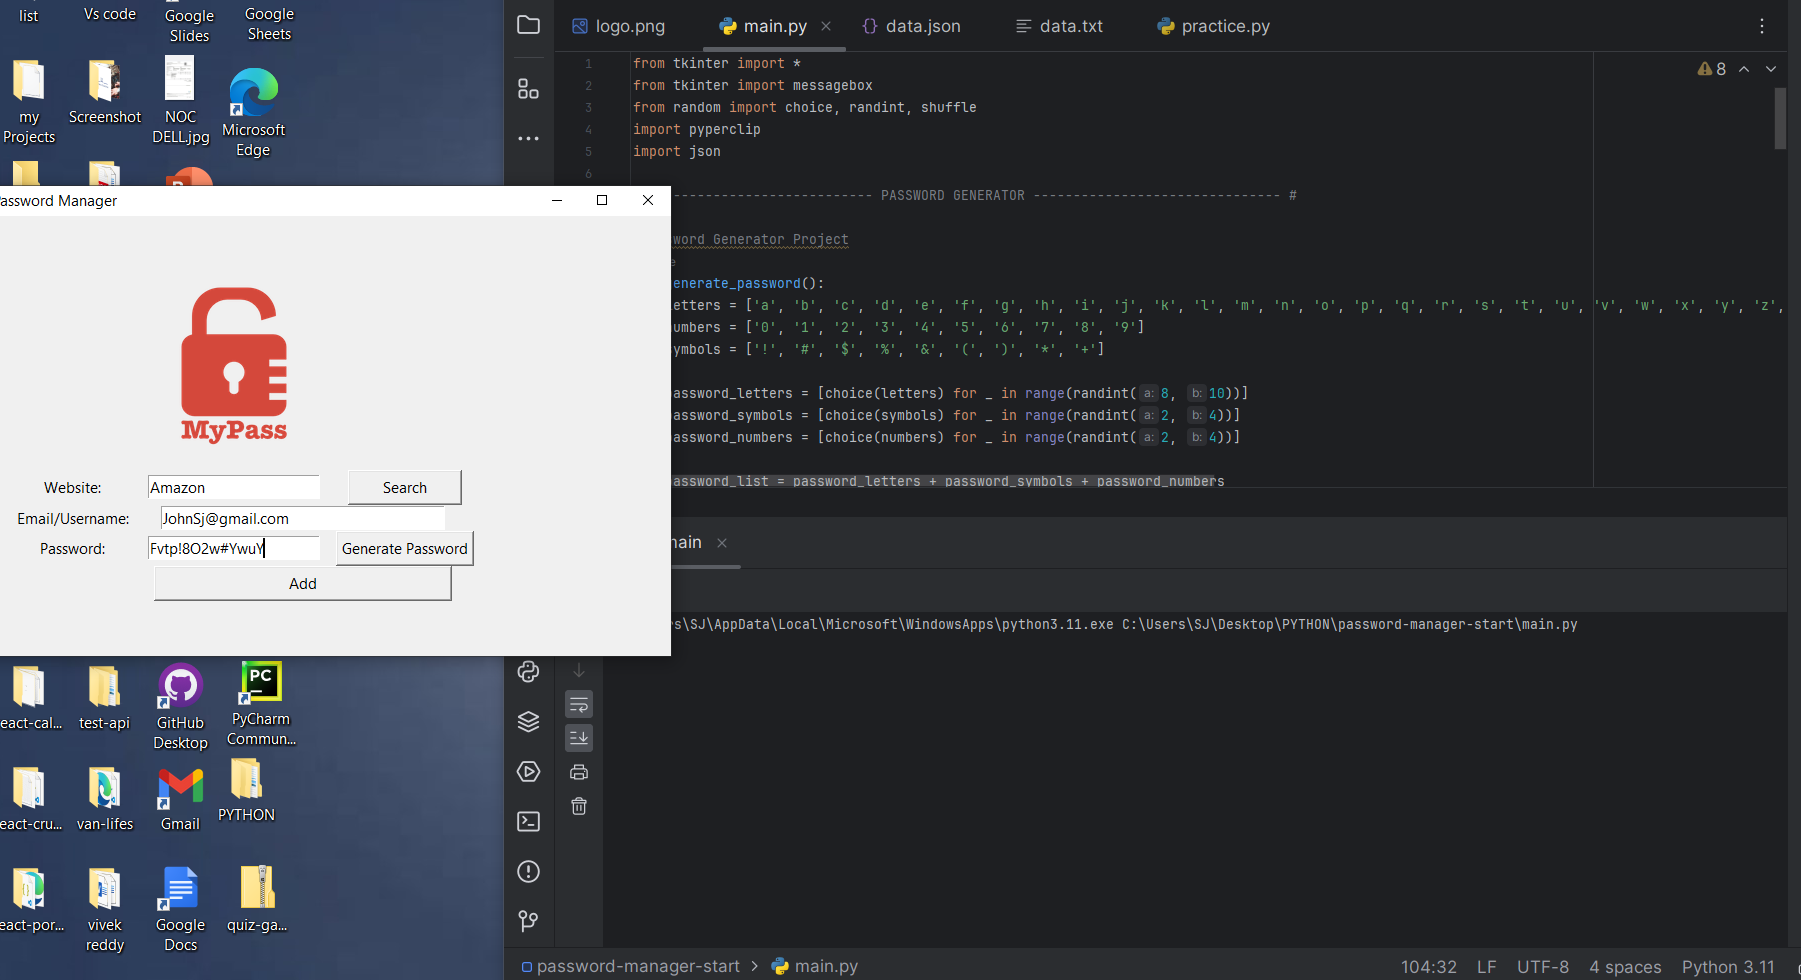 list
Vs code
Google
Slides
Google
Sheets
my
Projects
Screenshot
NOC
DELL.jpg
Microsoft
Edge
assword Manager
MyPass
Website:
Amazon
Search
Email/Username:
JohnSj@gmail.com
Password:
Fvtp!8O2w#YwuY
Generate Password
Add
eact-cal...
test-api
GitHub
Desktop
PyCharm
Commun...
eact-cru...
van-lifes
Gmail
PYTHON
eact-por...
vivek
reddy
Google
Docs
quiz-ga...
logo.png
main.py
data.json
data.txt
practice.py
8
1 from tkinter import *
2 from tkinter import messagebox
3 from random import choice, randint, shuffle
4 import pyperclip
5 import json
6
------------------------- PASSWORD GENERATOR ------------------------------- #
word Generator Project
e
enerate_password():
etters = ['a', 'b', 'c', 'd', 'e', 'f', 'g', 'h', 'i', 'j', 'k', 'l', 'm', 'n', 'o', 'p', 'q', 'r', 's', 't', 'u', 'v', 'w', 'x', 'y', 'z',
umbers = ['0', '1', '2', '3', '4', '5', '6', '7', '8', '9']
ymbols = ['!', '#', '$', '%', '&', '(', ')', '*', '+']
assword_letters = [choice(letters) for _ in range(randint( a: 8, b: 10))]
assword_symbols = [choice(symbols) for _ in range(randint( a: 2, b: 4))]
assword_numbers = [choice(numbers) for _ in range(randint( a: 2, b: 4))]
assword_list = password_letters + password_symbols + password_numbers
main
rs\SJ\AppData\Local\Microsoft\WindowsApps\python3.11.exe C:\Users\SJ\Desktop\PYTHON\password-manager-start\main.py
password-manager-start > main.py
104:32 LF UTF-8 4 spaces Python 3.11